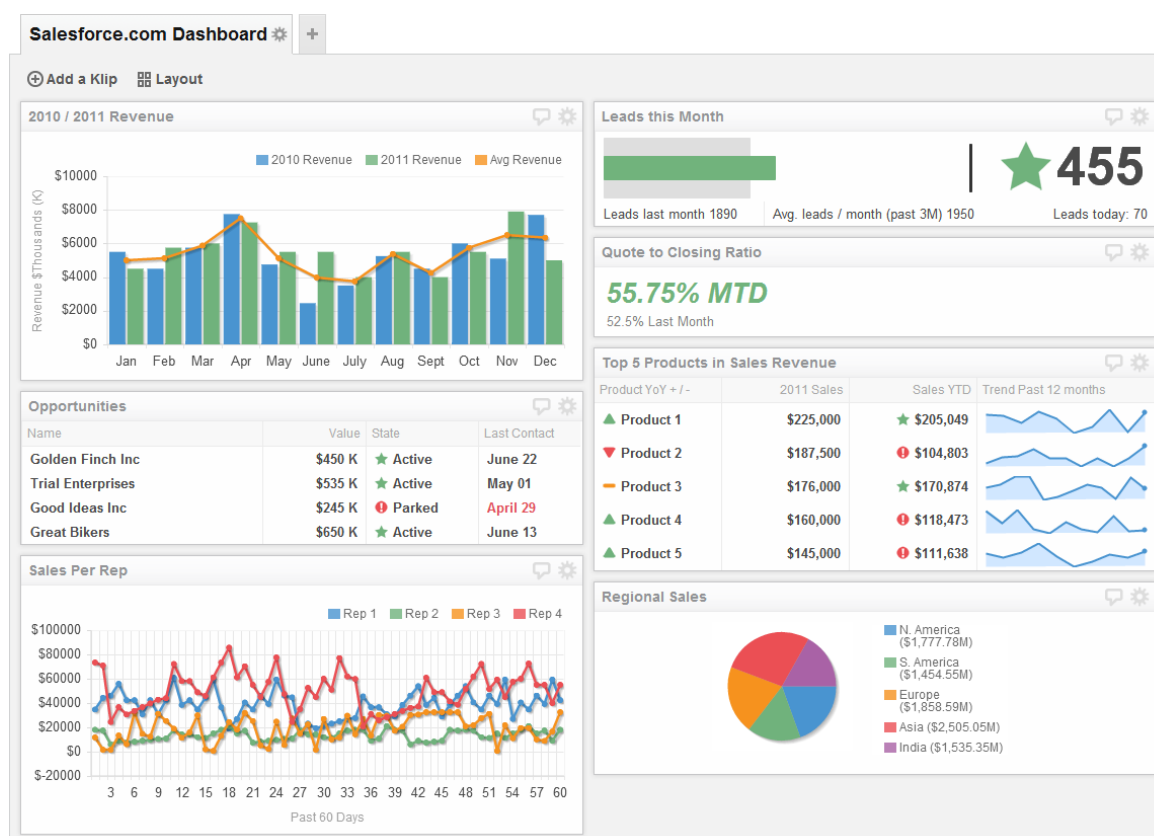 Salesforce.com Dashboard +
Add a Klip Layout
2010 / 2011 Revenue
2010 Revenue 2011 Revenue Avg Revenue
Revenue $Thousands (K)
$10000
$8000
$6000
$4000
$2000
$0
Jan Feb Mar Apr May June July Aug Sept Oct Nov Dec
Opportunities
Name Value State Last Contact
Golden Finch Inc $450 K Active June 22
Trial Enterprises $535 K Active May 01
Good Ideas Inc $245 K Parked April 29
Great Bikers $650 K Active June 13
Sales Per Rep
Rep 1 Rep 2 Rep 3 Rep 4
$100000
$80000
$60000
$40000
$20000
$0
$-20000
3 6 9 12 15 18 21 24 27 30 33 36 39 42 45 48 51 54 57 60
Past 60 Days
Leads this Month
455
Leads last month 1890 Avg. leads / month (past 3M) 1950 Leads today: 70
Quote to Closing Ratio
55.75% MTD
52.5% Last Month
Top 5 Products in Sales Revenue
Product YoY + / - 2011 Sales Sales YTD Trend Past 12 months
Product 1 $225,000 $205,049
Product 2 $187,500 $104,803
Product 3 $176,000 $170,874
Product 4 $160,000 $118,473
Product 5 $145,000 $111,638
Regional Sales
N. America
($1,777.78M)
S. America
($1,454.55M)
Europe
($1,858.59M)
Asia ($2,505.05M)
India ($1,535.35M)